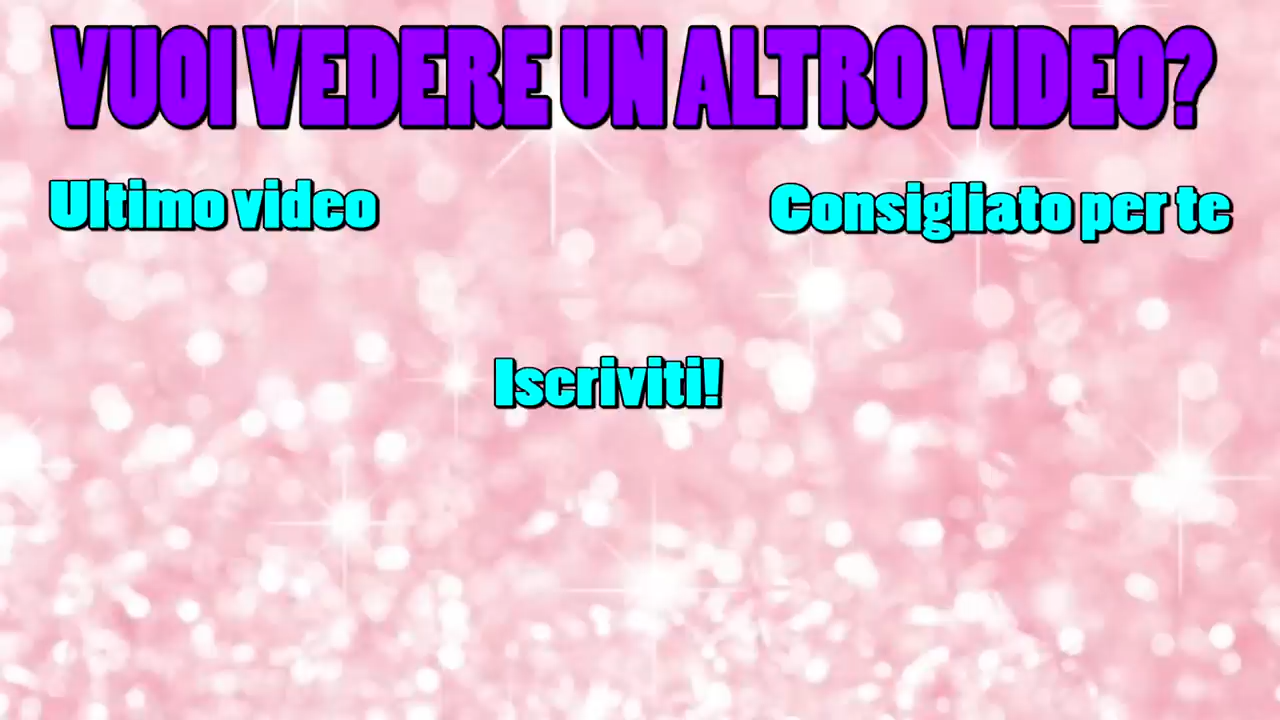 VUOI VEDERE UN ALTRO VIDEO?
Ultimo video
Consigliato per te
Iscriviti!